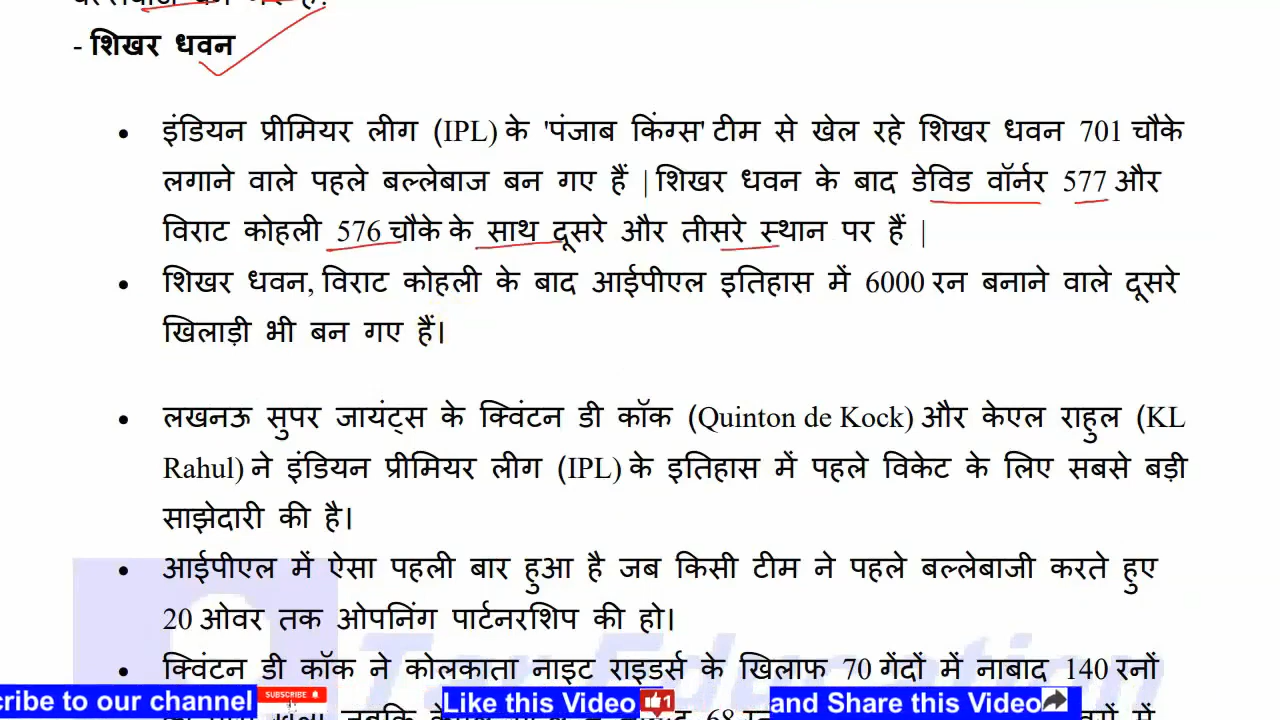 - शिखर धवन
• इंडियन प्रीमियर लीग (IPL) के 'पंजाब किंग्स' टीम से खेल रहे शिखर धवन 701 चौके
लगाने वाले पहले बल्लेबाज बन गए हैं | शिखर धवन के बाद डेविड वॉर्नर 577 और
विराट कोहली 576 चौके के साथ दूसरे और तीसरे स्थान पर हैं |
• शिखर धवन, विराट कोहली के बाद आईपीएल इतिहास में 6000 रन बनाने वाले दूसरे
खिलाड़ी भी बन गए हैं।
• लखनऊ सुपर जायंट्स के क्विंटन डी कॉक (Quinton de Kock) और केएल राहुल (KL
Rahul) ने इंडियन प्रीमियर लीग (IPL) के इतिहास में पहले विकेट के लिए सबसे बड़ी
साझेदारी की है।
• आईपीएल में ऐसा पहली बार हुआ है जब किसी टीम ने पहले बल्लेबाजी करते हुए
20 ओवर तक ओपनिंग पार्टनरशिप की हो।
• क्विंटन डी कॉक ने कोलकाता नाइट राइडर्स के खिलाफ 70 गेंदों में नाबाद 140 रनों
68
cribe to our channel SUBSCRIBE Like this Video 1 and Share this Video